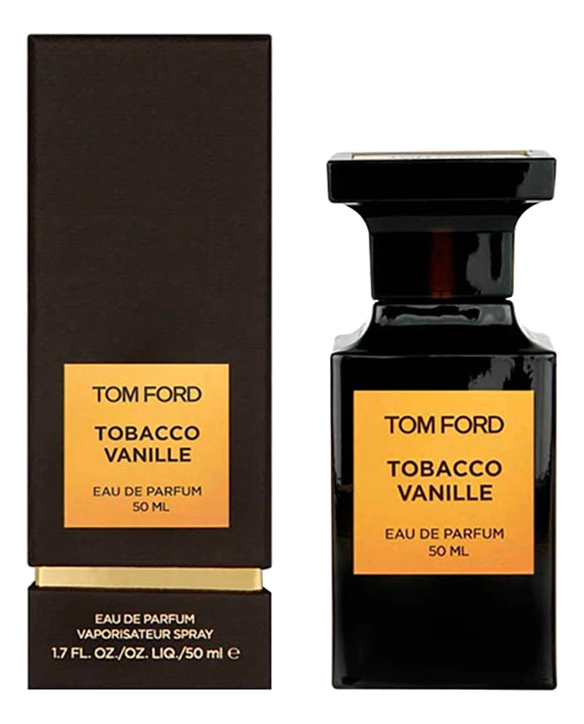 TOM FORD
TOBACCO
VANILLE
EAU DE PARFUM
50 ML
EAU DE PARFUM
VAPORISATEUR SPRAY
1.7 FL. OZ./OZ. LIQ./50 ml ℮
TOM FORD
TOBACCO
VANILLE
EAU DE PARFUM
50 ML